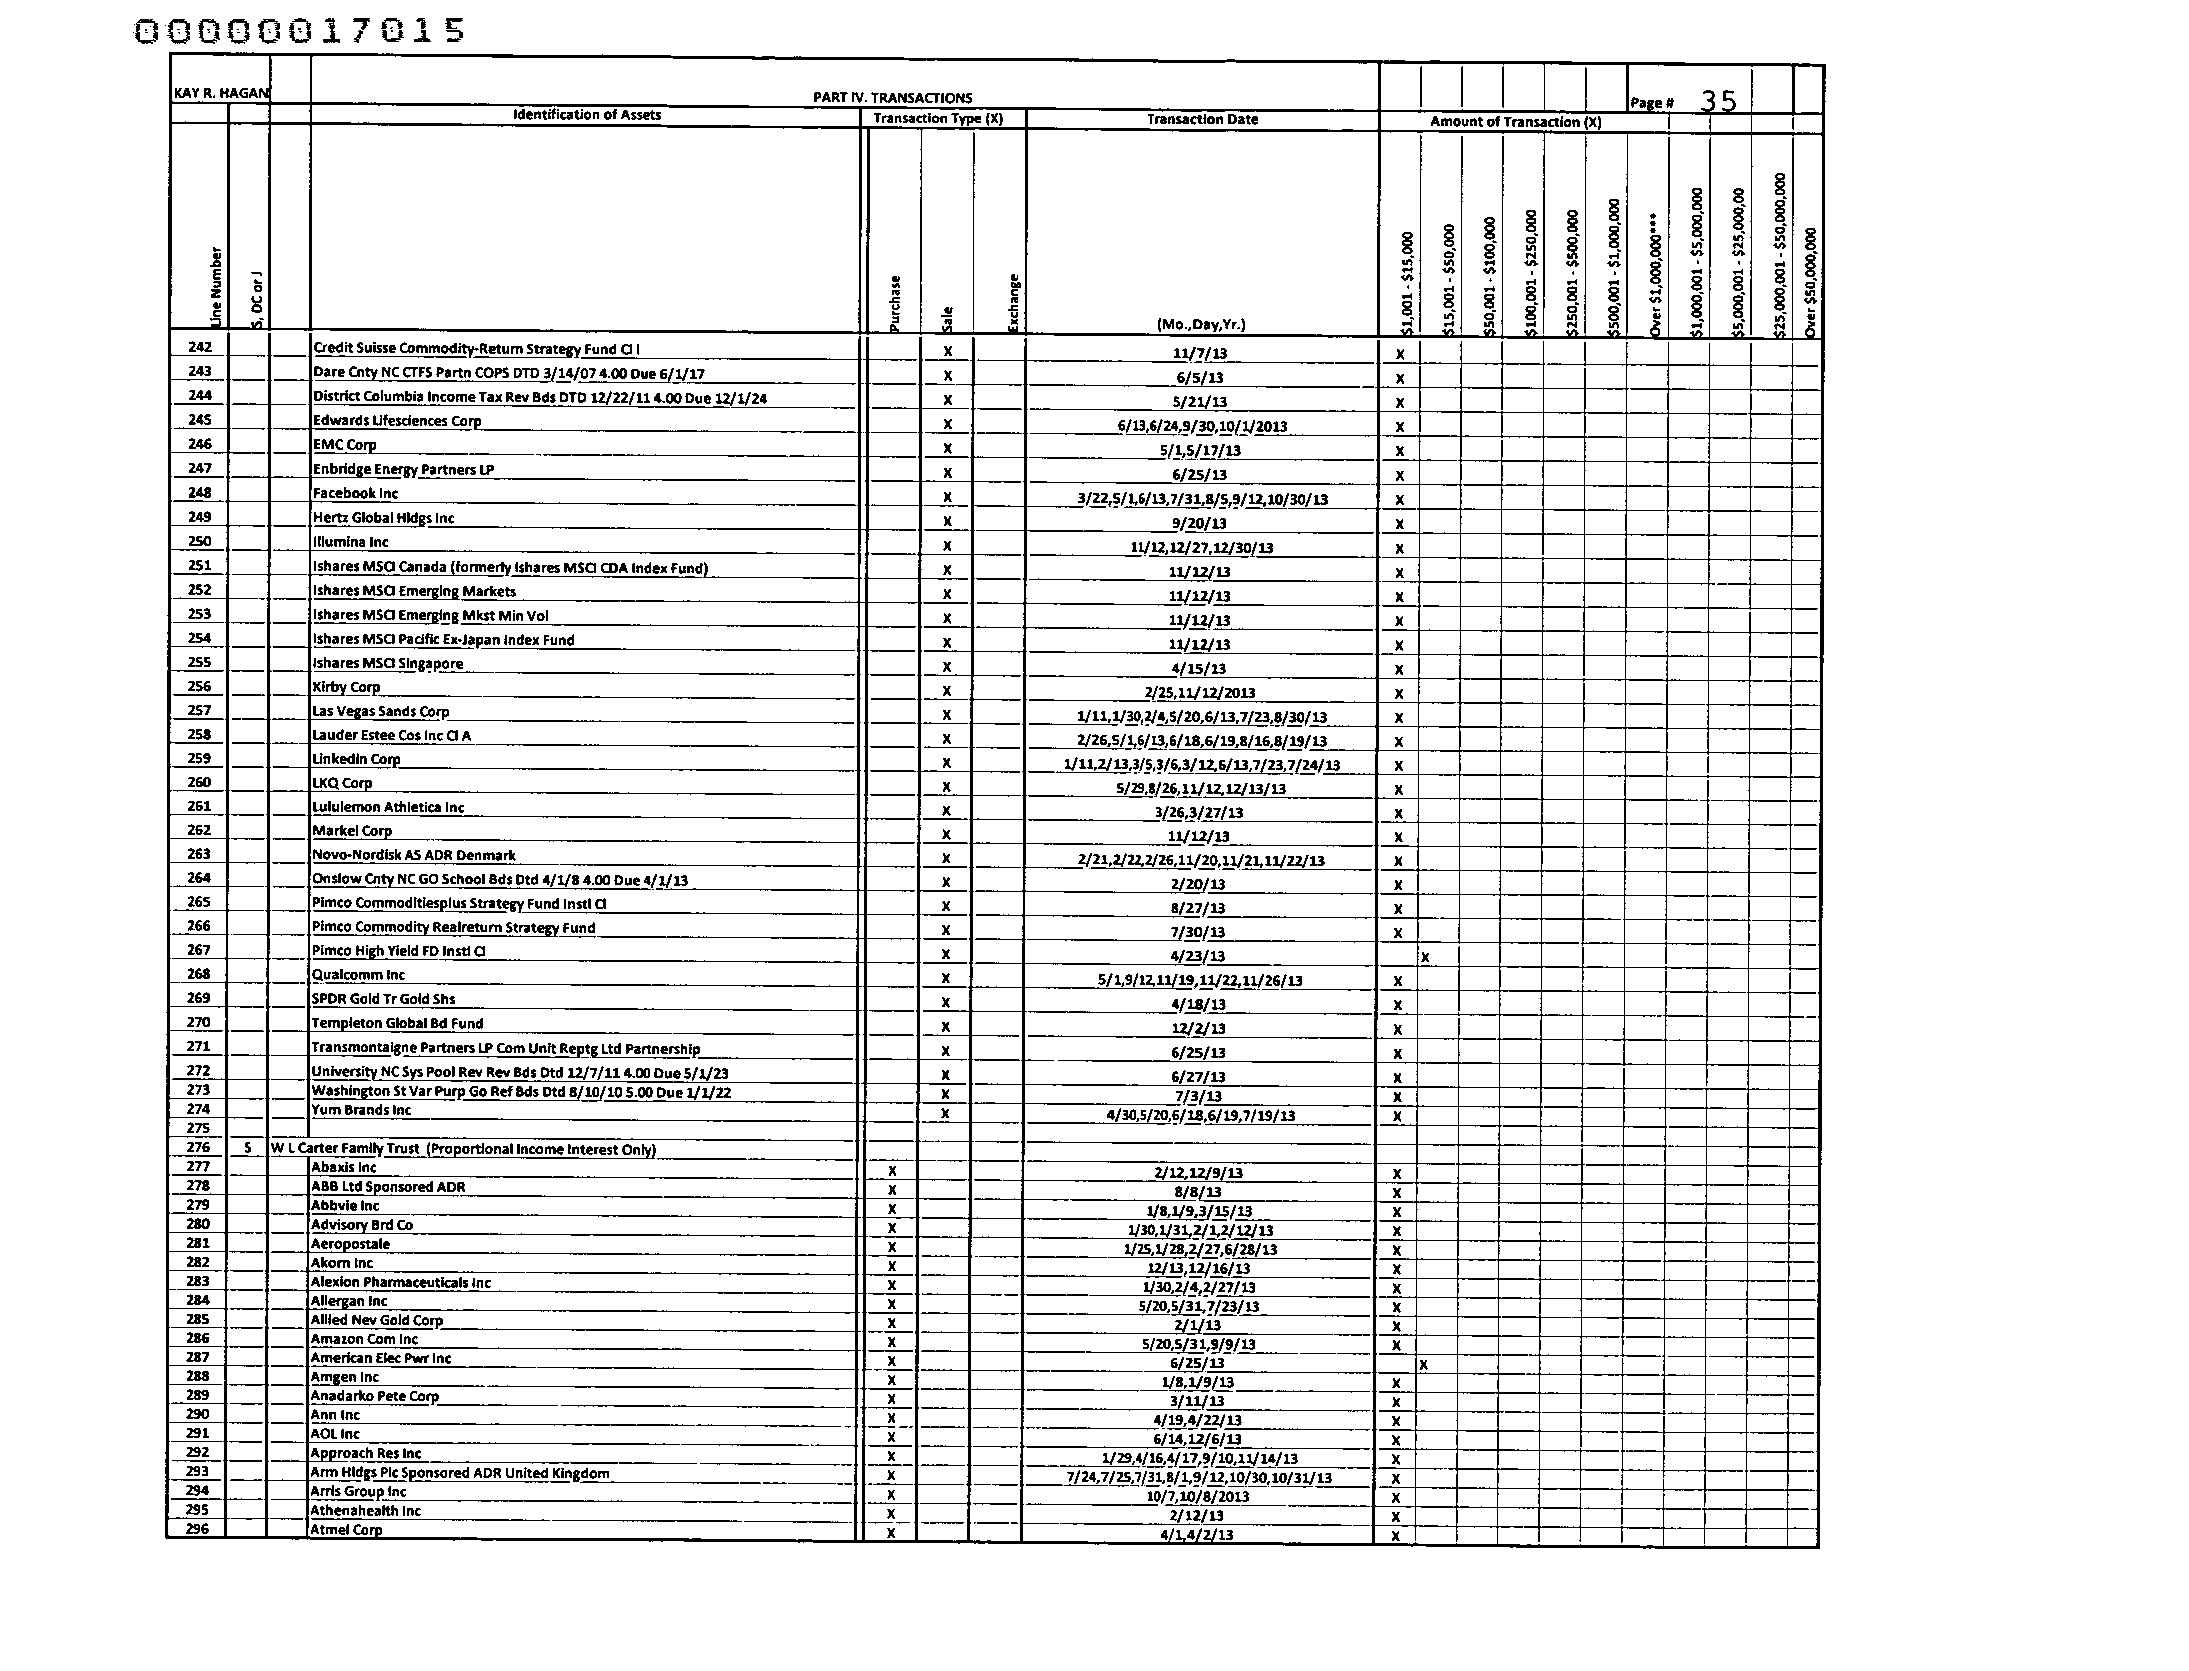 00000017015
KAY R. HAGAN PART IV. TRANSACTIONS Page # 35
Identification of Assets Transaction Type (X) Transaction Date Amount of Transaction (X)
Line Number S, DC or J Purchase Sale Exchange (Mo.,Day,Yr.) $1,001 - $15,000 $15,001 - $50,000 $50,001 - $100,000 $100,001 - $250,000 $250,001 - $500,000 $500,001 - $1,000,000 Over $1,000,000**** $1,000,001 - $5,000,000 $5,000,001 - $25,000,00 $25,000,001 - $50,000,000 Over $50,000,000
242 Credit Suisse Commodity-Return Strategy Fund Cl I X 11/7/13 X
243 Dare Cnty NC CTFS Partn COPS DTD 3/14/07 4.00 Due 6/1/17 X 6/5/13 X
244 District Columbia Income Tax Rev Bds DTD 12/22/11 4.00 Due 12/1/24 X 5/21/13 X
245 Edwards Lifesciences Corp X 6/13,6/24,9/30,10/1/2013 X
246 EMC Corp X 5/1,5/17/13 X
247 Enbridge Energy Partners LP X 6/25/13 X
248 Facebook Inc X 3/22,5/1,6/13,7/31,8/5,9/12,10/30/13 X
249 Hertz Global Hldgs Inc X 9/20/13 X
250 Illumina Inc X 11/12,12/27,12/30/13 X
251 Ishares MSCI Canada (formerly Ishares MSCI CDA Index Fund) X 11/12/13 X
252 Ishares MSCI Emerging Markets X 11/12/13 X
253 Ishares MSCI Emerging Mkst Min Vol X 11/12/13 X
254 Ishares MSCI Pacific Ex-Japan Index Fund X 11/12/13 X
255 Ishares MSCI Singapore X 4/15/13 X
256 Kirby Corp X 2/25,11/12/2013 X
257 Las Vegas Sands Corp X 1/11,1/30,2/4,5/20,6/13,7/23,8/30/13 X
258 Lauder Estee Cos Inc Cl A X 2/26,5/1,6/13,6/18,6/19,8/16,8/19/13 X
259 Linkedin Corp X 1/11,2/13,3/5,3/6,3/12,6/13,7/23,7/24/13 X
260 LKQ Corp X 5/29,8/26,11/12,12/13/13 X
261 Lululemon Athletica Inc X 3/26,3/27/13 X
262 Markel Corp X 11/12/13 X
263 Novo-Nordisk AS ADR Denmark X 2/21,2/22,2/26,11/20,11/21,11/22/13 X
264 Onslow Cnty NC GO School Bds Dtd 4/1/8 4.00 Due 4/1/13 X 2/20/13 X
265 Pimco Commoditiesplus Strategy Fund Instl Cl X 8/27/13 X
266 Pimco Commodity Realreturn Strategy Fund X 7/30/13 X
267 Pimco High Yield FD Instl Cl X 4/23/13 X
268 Qualcomm Inc X 5/1,9/12,11/19,11/22,11/26/13 X
269 SPDR Gold Tr Gold Shs X 4/18/13 X
270 Templeton Global Bd Fund X 12/2/13 X
271 Transmontaigne Partners LP Com Unit Reptg Ltd Partnership X 6/25/13 X
272 University NC Sys Pool Rev Rev Bds Dtd 12/7/11 4.00 Due 5/1/23 X 6/27/13 X
273 Washington St Var Purp Go Ref Bds Dtd 8/10/10 5.00 Due 1/1/22 X 7/3/13 X
274 Yum Brands Inc X 4/30,5/20,6/18,6/19,7/19/13 X
275
276 S W L Carter Family Trust (Proportional Income Interest Only)
277 Abaxis Inc X 2/12,12/9/13 X
278 ABB Ltd Sponsored ADR X 8/8/13 X
279 Abbvie Inc X 1/8,1/9,3/15/13 X
280 Advisory Brd Co X 1/30,1/31,2/1,2/12/13 X
281 Aeropostale X 1/25,1/28,2/27,6/28/13 X
282 Akorn Inc X 12/13,12/16/13 X
283 Alexion Pharmaceuticals Inc X 1/30,2/4,2/27/13 X
284 Allergan Inc X 5/20,5/31,7/23/13 X
285 Allied Nev Gold Corp X 2/1/13 X
286 Amazon Com Inc X 5/20,5/31,9/9/13 X
287 American Elec Pwr Inc X 6/25/13 X
288 Amgen Inc X 1/8,1/9/13 X
289 Anadarko Pete Corp X 3/11/13 X
290 Ann Inc X 4/19,4/22/13 X
291 AOL Inc X 6/14,12/6/13 X
292 Approach Res Inc X 1/29,4/16,4/17,9/10,11/14/13 X
293 Arm Hldgs Plc Sponsored ADR United Kingdom X 7/24,7/25,7/31,8/1,9/12,10/30,10/31/13 X
294 Arris Group Inc X 10/7,10/8/2013 X
295 Athenahealth Inc X 2/12/13 X
296 Atmel Corp X 4/1,4/2/13 X